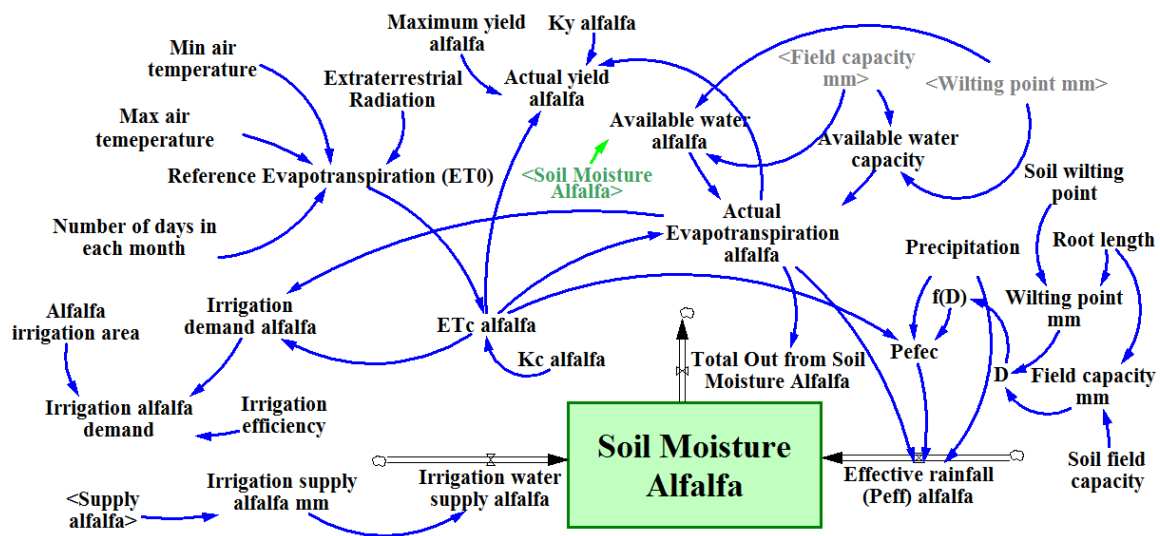 Maximum yield
alfalfa
Ky alfalfa
Min air
temperature
Extraterrestrial
Radiation
Actual yield
alfalfa
<Field capacity
mm>
<Wilting point mm>
Max air
temeperature
Available water
alfalfa
Available water
capacity
Reference Evapotranspiration (ET0)
<Soil Moisture
Alfalfa>
Soil wilting
point
Number of days in
each month
Actual
Evapotranspiration
alfalfa
Precipitation
Root length
Alfalfa
irrigation area
Irrigation
demand alfalfa
ETc alfalfa
f(D)
Wilting point
mm
Kc alfalfa
Total Out from Soil
Moisture Alfalfa
Pefec
D
Field capacity
mm
Irrigation alfalfa
demand
Irrigation
efficiency
Soil Moisture
Alfalfa
Irrigation supply
alfalfa mm
Irrigation water
supply alfalfa
Effective rainfall
(Peff) alfalfa
Soil field
capacity
<Supply
alfalfa>